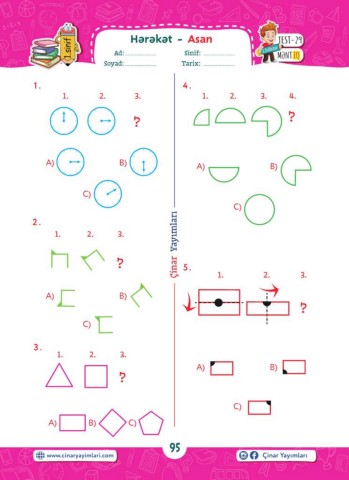 1.sinif
Hərəkət - Asan
TEST-29
MəntIQ
Ad: ............... Sinif: ...............
Soyad: ............... Tarix: ...............
1.
1. 2. 3.
?
A) B)
C)
2.
1. 2. 3.
?
A) B)
C)
3.
1. 2. 3.
?
A) B) C)
4.
1. 2. 3. 4.
?
A) B)
C)
5.
1. 2. 3.
?
A) B)
C)
Çinar Yayımları
www.cinaryayimlari.com
95
Çinar Yayımları